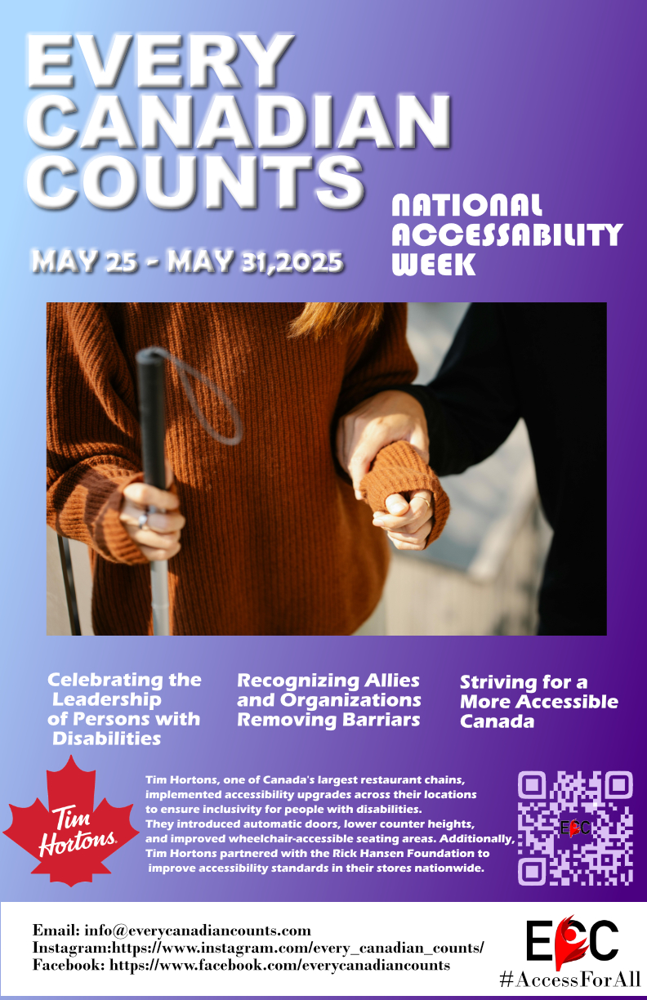 EVERY
CANADIAN
COUNTS
NATIONAL
ACCESSABILITY
WEEK
MAY 25 - MAY 31,2025
Celebrating the
Leadership
of Persons with
Disabilities
Recognizing Allies
and Organizations
Removing Barriars
Striving for a
More Accessible
Canada
Tim
Hortons.
Tim Hortons, one of Canada's largest restaurant chains,
implemented accessibility upgrades across their locations
to ensure inclusivity for people with disabilities.
They introduced automatic doors, lower counter heights,
and improved wheelchair-accessible seating areas. Additionally,
Tim Hortons partnered with the Rick Hansen Foundation to
improve accessibility standards in their stores nationwide.
ECC
Email: info@everycanadiancounts.com
Instagram:https://www.instagram.com/every_canadian_counts/
Facebook: https://www.facebook.com/everycanadiancounts
ECC
#AccessForAll